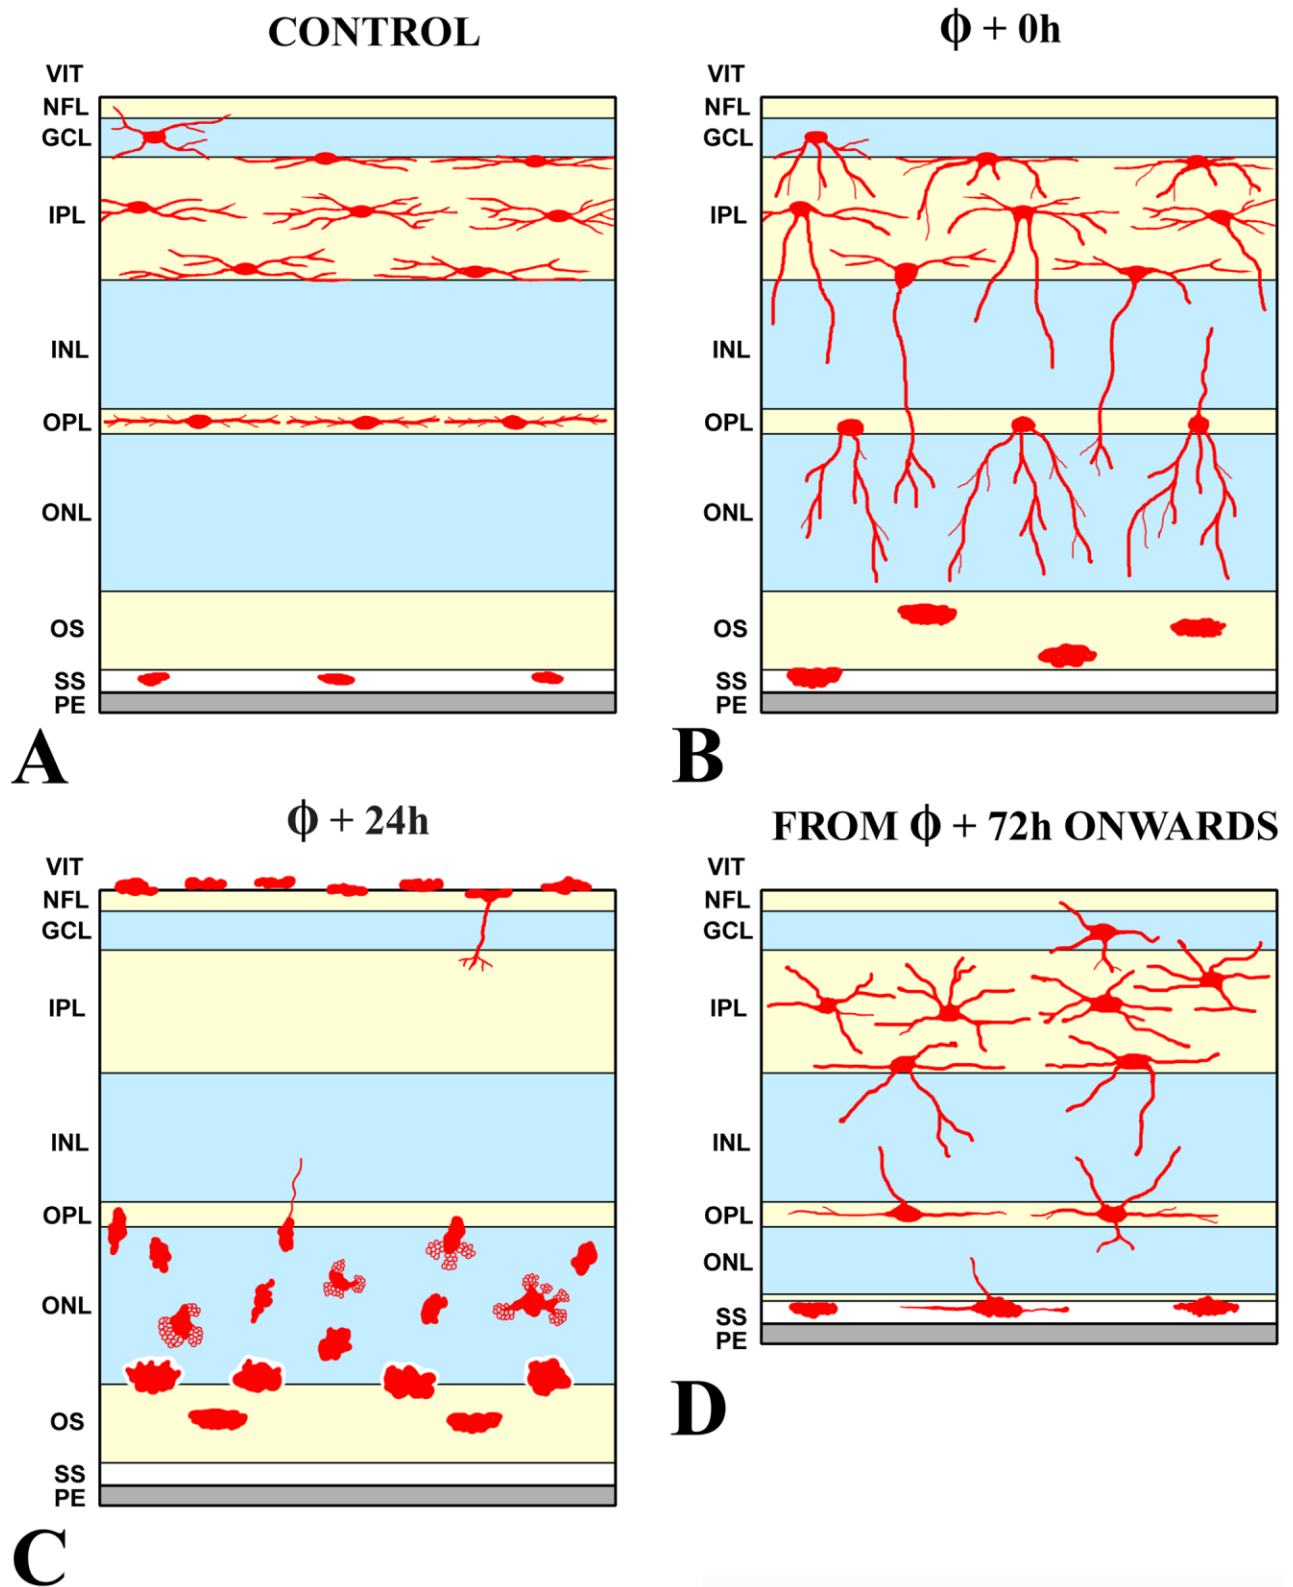 CONTROL
VIT
NFL
GCL
IPL
INL
OPL
ONL
OS
SS
PE
A
ϕ + 0h
VIT
NFL
GCL
IPL
INL
OPL
ONL
OS
SS
PE
B
ϕ + 24h
VIT
NFL
GCL
IPL
INL
OPL
ONL
OS
SS
PE
C
FROM ϕ + 72h ONWARDS
VIT
NFL
GCL
IPL
INL
OPL
ONL
SS
PE
D